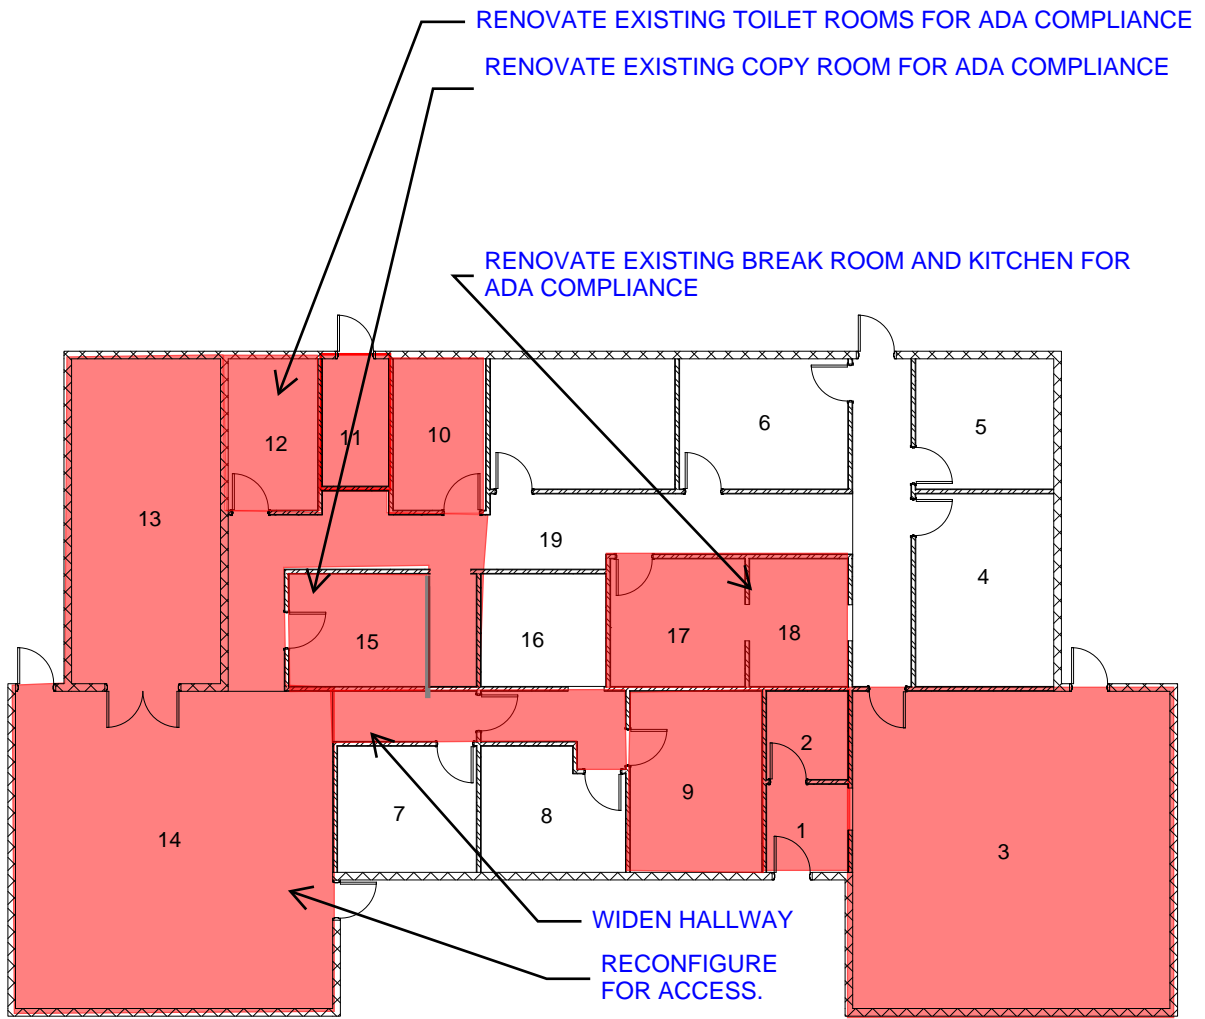 RENOVATE EXISTING TOILET ROOMS FOR ADA COMPLIANCE
RENOVATE EXISTING COPY ROOM FOR ADA COMPLIANCE
RENOVATE EXISTING BREAK ROOM AND KITCHEN FOR
ADA COMPLIANCE
6
5
12
11
10
13
19
4
15
16
17
18
2
7
8
9
1
14
3
WIDEN HALLWAY
RECONFIGURE
FOR ACCESS.